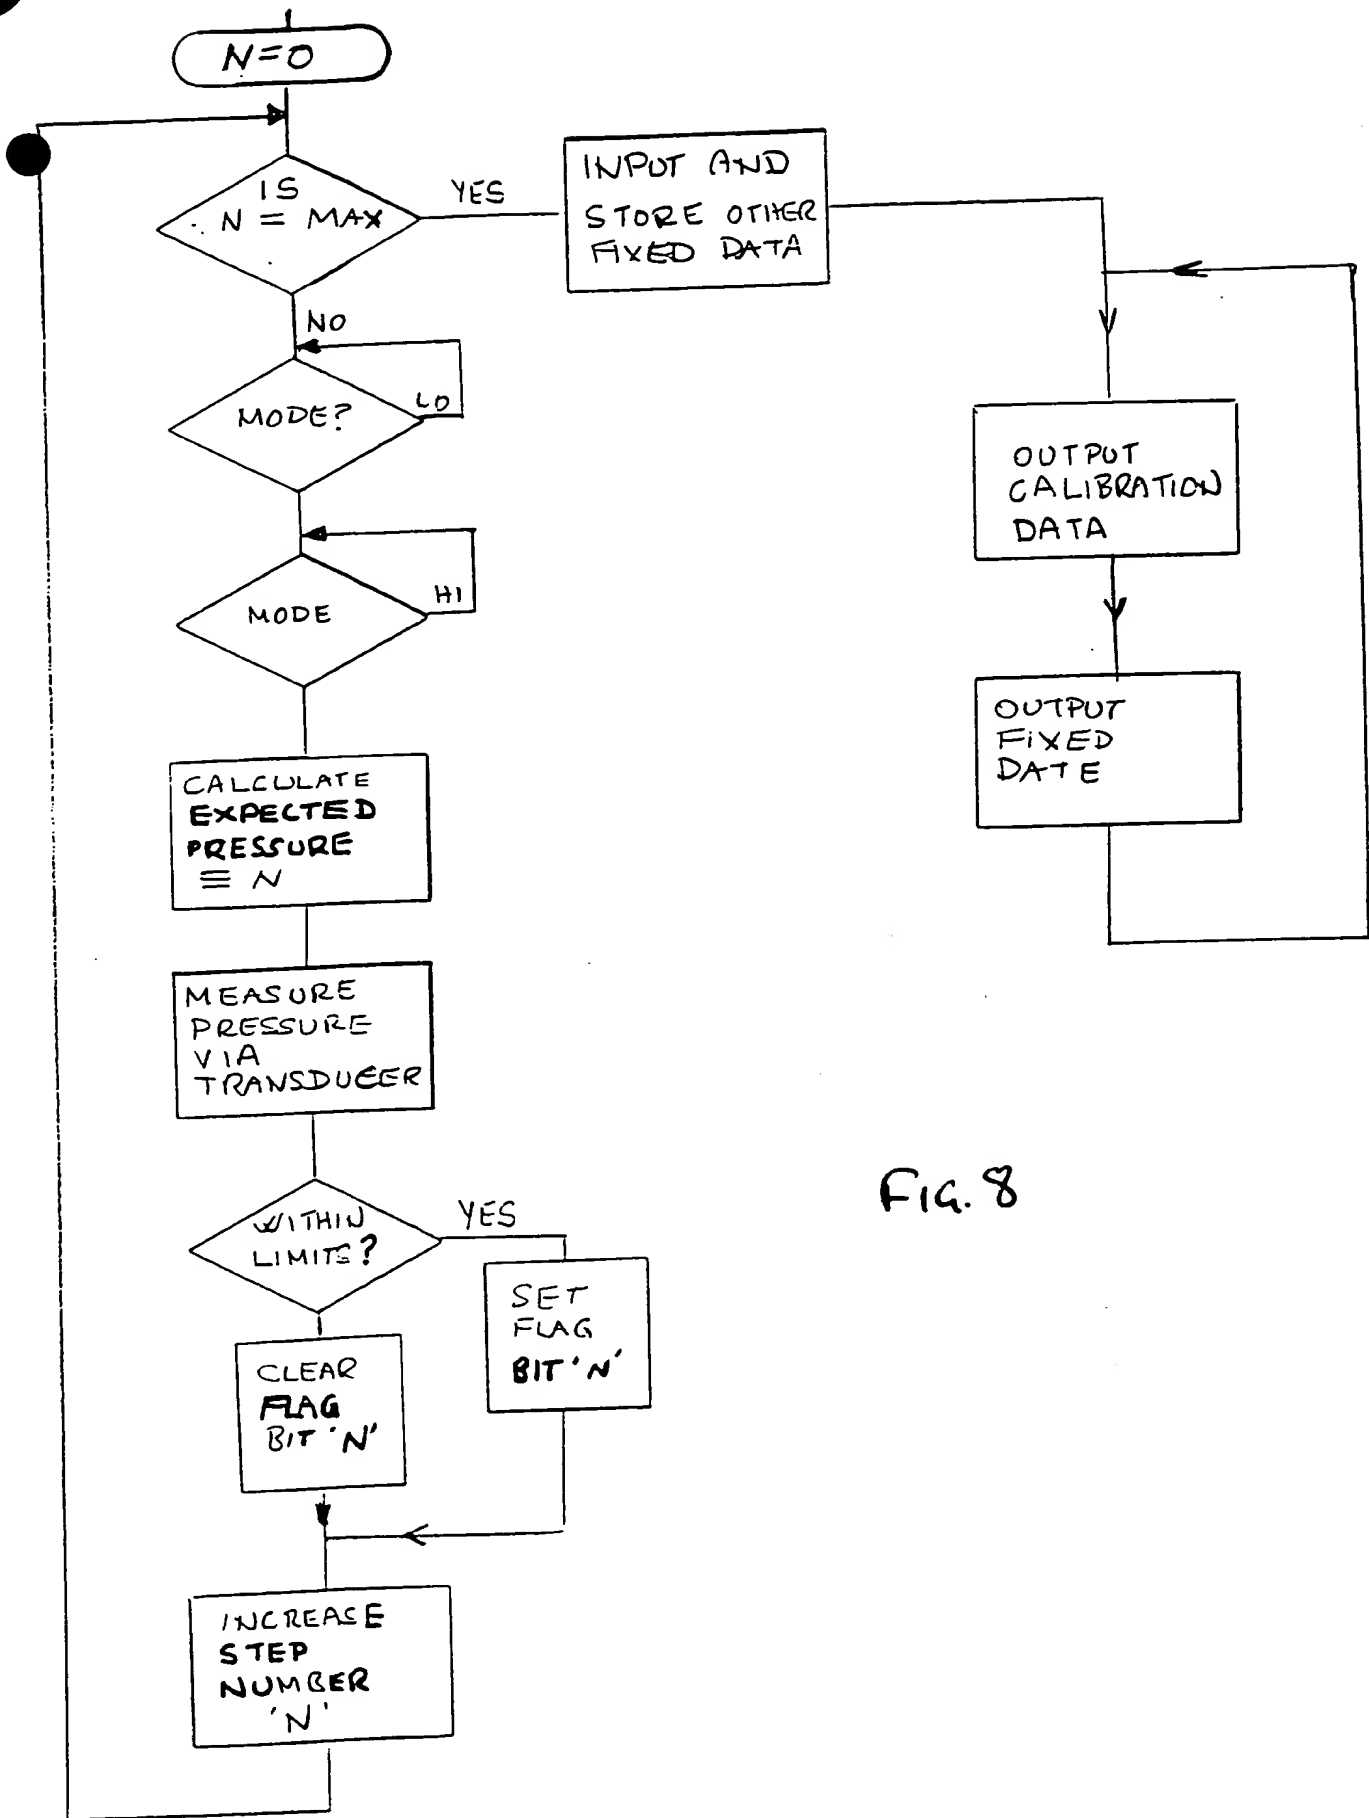 N=0
IS
N = MAX
YES
INPUT AND
STORE OTHER
FIXED DATA
NO
MODE?
LO
MODE
HI
CALCULATE
EXPECTED
PRESSURE
≡ N
MEASURE
PRESSURE
VIA
TRANSDUCER
WITHIN
LIMITS?
YES
SET
FLAG
BIT 'N'
CLEAR
FLAG
BIT 'N'
INCREASE
STEP
NUMBER
'N'
OUTPUT
CALIBRATION
DATA
OUTPUT
FIXED
DATE
FIG. 8